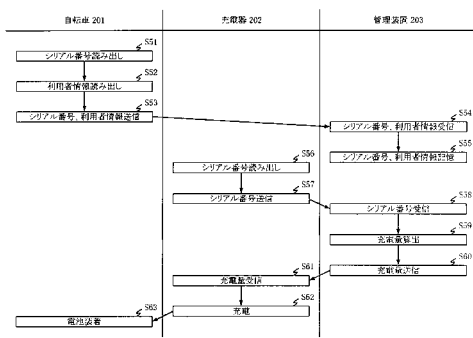 自転車 201
充電器 202
管理装置 203
S51
シリアル番号読み出し
S52
利用者情報読み出し
S53
シリアル番号、利用者情報送信
S54
シリアル番号、利用者情報受信
S55
シリアル番号、利用者情報記憶
S56
シリアル番号読み出し
S57
シリアル番号送信
S58
シリアル番号受信
S59
充電量算出
S60
充電量送信
S61
充電量受信
S62
充電
S63
電池装着